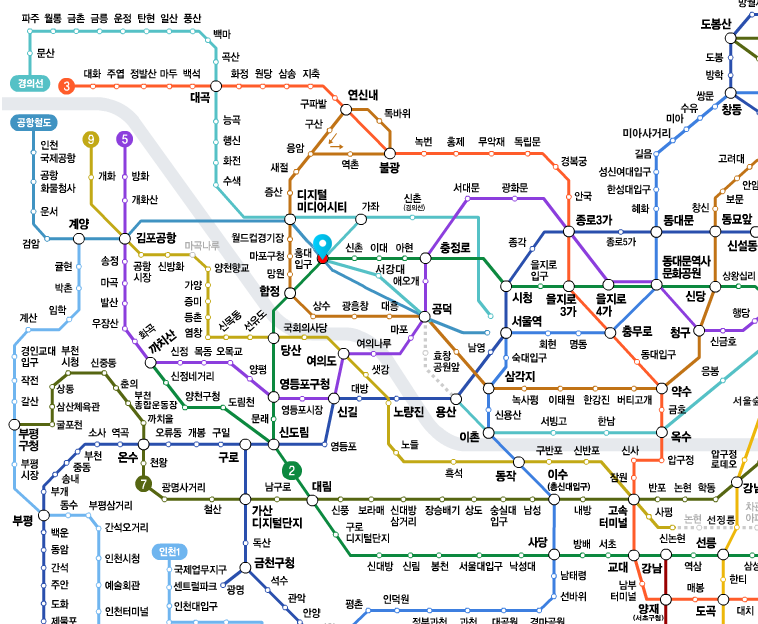 망월사
도봉산
파주 월롱 금촌 금릉 운정 탄현 일산 풍산
백마
문산
곡산
도봉
방학
경의선
3
대화 주엽 정발산 마두 백석
대곡
화정 원당 삼송 지축
연신내
구파발
구산
독바위
쌍문
창동
수유
미아
미아사거리
공항철도
9
5
능곡
행신
화전
수색
응암
역촌
불광
녹번 홍제 무악재 독립문
길음
고려대
인천
국제공항
공항
화물청사
운서
검암
개화
방화
개화산
새절
증산
경복궁
안국
성신여대입구
한성대입구
혜화
안암
보문
창신
디지털
미디어시티
가좌
신촌
(경의선)
서대문
광화문
종로3가
종로5가
동대문
동묘앞
신설동
계양
김포공항
마곡나루
귤현
박촌
임학
계산
송정
마곡
발산
우장산
공항
시장
신방화
양천향교
가양
증미
등촌
염창
월드컵경기장
마포구청
망원
합정
홍대
입구
신촌 이대 아현
충정로
서강대
애오개
종각
을지로
입구
시청
을지로
3가
을지로
4가
동대문역사
문화공원
신당
상왕십리
상수 광흥창 대흥
공덕
서울역
회현 명동
충무로
청구
신금호
행당
경인교대
입구
작전
갈산
부평
구청
부천
시청
신중동
춘의
상동
삼산체육관
굴포천
부천
종합운동장
까치울
화곡
까치산
신정 목동 오목교
신정네거리
양천구청
도림천
신목동
선유도
국회의사당
당산
여의도
여의나루
마포
효창
공원앞
남영
숙대입구
삼각지
동대입구
응봉
약수
금호
옥수
양평
영등포구청
영등포시장
문래
신도림
샛강
대방
신길
노량진
용산
신용산
이촌
녹사평 이태원 한강진 버티고개
서빙고
한남
서울숲
영등포
노들
흑석
동작
구반포
신반포
신사
압구정
압구정
로데오
잠원
부평
시장
부평
소사 역곡
부천
중동
송내
부개
온수
오류동 개봉 구일
구로
2
천왕
7
광명사거리
철산
남구로
가산
디지털단지
대림
신풍 보라매
신대방
삼거리
장승배기 상도
숭실대
입구
남성
이수
(총신대입구)
내방
고속
터미널
반포 논현 학동
사평
논현
선정릉
신논현
동수
부평삼거리
간석오거리
인천시청
예술회관
인천터미널
백운
동암
간석
주안
도화
제물포
인천1
국제업무지구
센트럴파크
인천대입구
독산
금천구청
광명
석수
관악
안양
구로
디지털단지
신대방 신림 봉천 서울대입구 낙성대
사당
방배 서초
교대
강남
역삼
선릉
한티
남태령
선바위
남부
터미널
매봉
양재
(서초구청)
도곡
대치
평촌
인덕원
정부과천 과천 대공원 경마공원